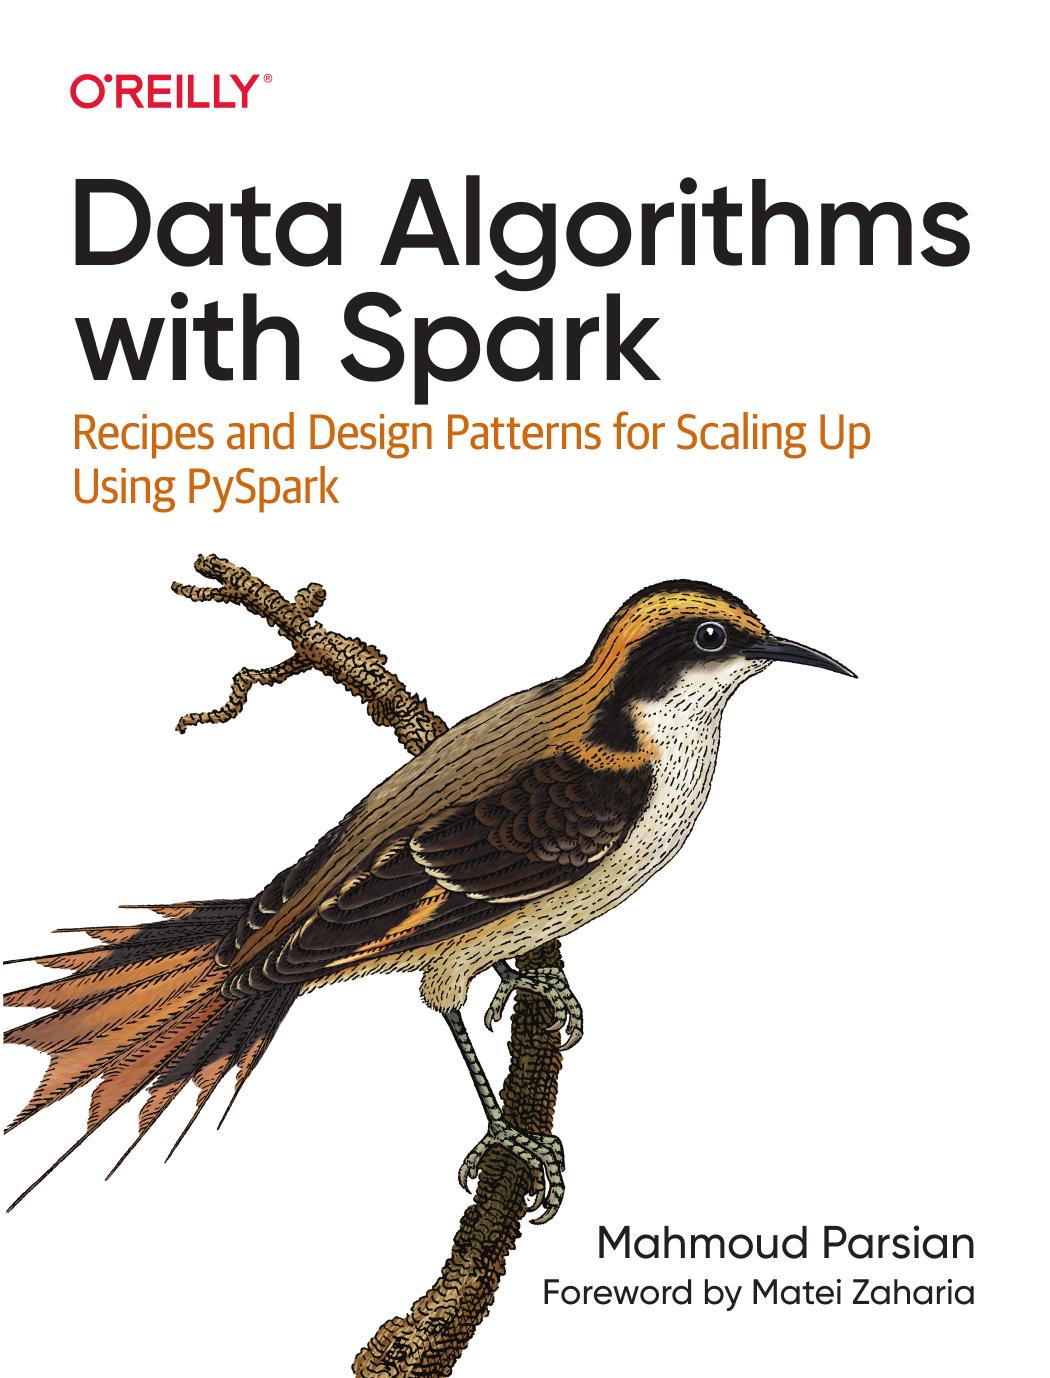 O'REILLY®
Data Algorithms
with Spark
Recipes and Design Patterns for Scaling Up
Using PySpark
Mahmoud Parsian
Foreword by Matei Zaharia